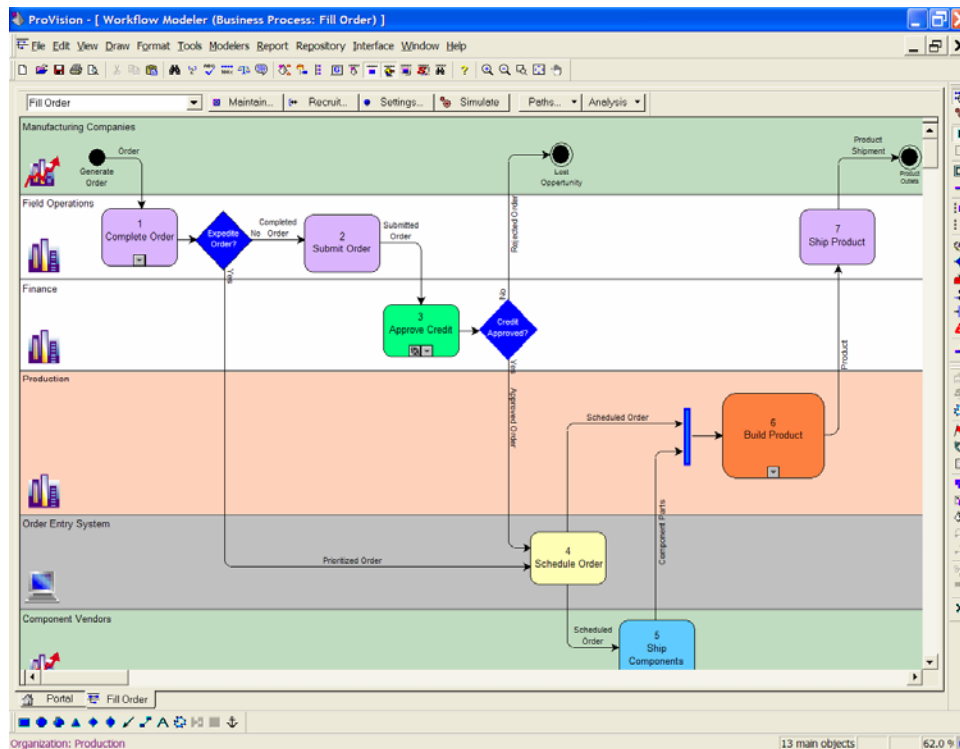 ProVision - [ Workflow Modeler (Business Process: Fill Order) ]
File Edit View Draw Format Tools Modelers Report Repository Interface Window Help
Fill Order
Maintain... Recruit... Settings... Simulate Paths... Analysis
Manufacturing Companies
Order
Generate
Order
Lost
Opportunity
Product
Shipment
Product
Outlets
Rejected Order
Field Operations
1
Complete Order
Expedite
Order?
Completed
No Order
2
Submit Order
Submitted
Order
7
Ship Product
Yes
Finance
3
Approve Credit
No
Credit
Approved?
Yes
Product
Production
Approved Order
Scheduled Order
6
Build Product
Component Parts
Order Entry System
Prioritized Order
4
Schedule Order
Component Vendors
Scheduled
Order
5
Ship
Components
Portal Fill Order
Organization: Production
13 main objects
62.0 %